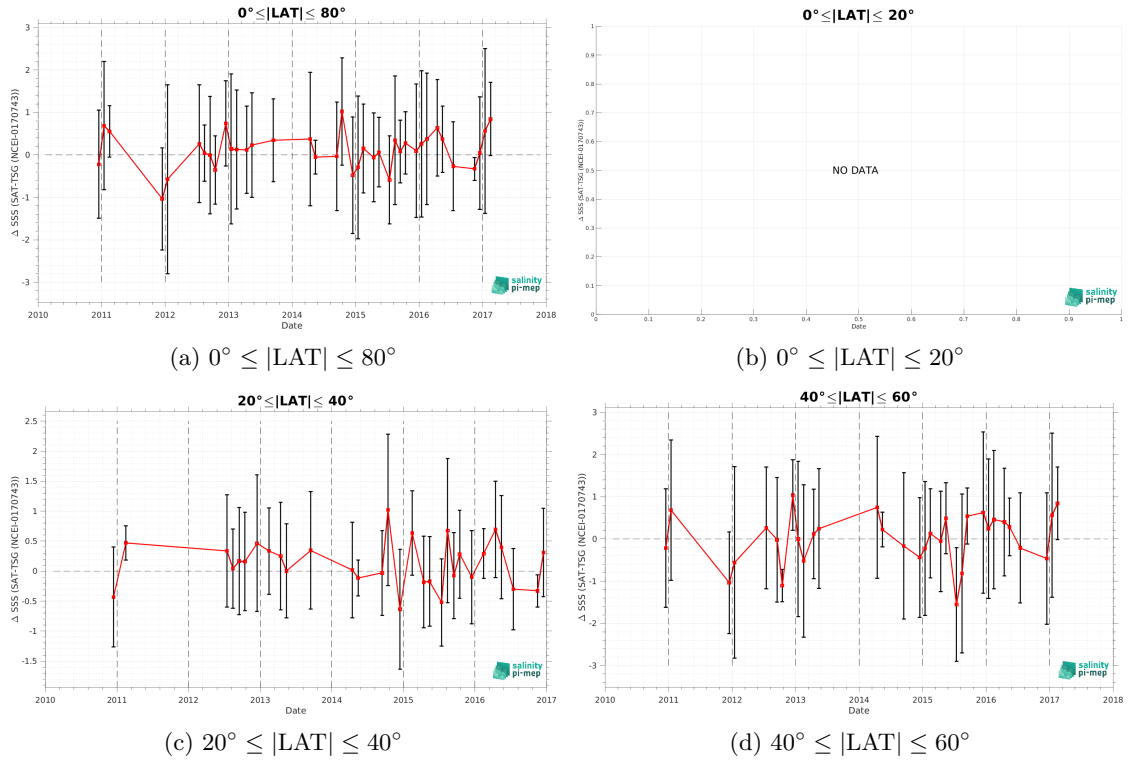 0°≤|LAT|≤ 80°
3
2
1
0
-1
-2
-3
Δ SSS (SAT-TSG (NCEI-0170743))
2010 2011 2012 2013 2014 2015 2016 2017 2018
Date
salinity
pi-mep
(a) 0° ≤ |LAT| ≤ 80°
0°≤|LAT|≤ 20°
1
0.9
0.8
0.7
0.6
0.5
0.4
0.3
0.2
0.1
0
Δ SSS (SAT-TSG (NCEI-0170743))
NO DATA
0 0.1 0.2 0.3 0.4 0.5 0.6 0.7 0.8 0.9 1
Date
salinity
pi-mep
(b) 0° ≤ |LAT| ≤ 20°
20°≤|LAT|≤ 40°
2.5
2
1.5
1
0.5
0
-0.5
-1
-1.5
Δ SSS (SAT-TSG (NCEI-0170743))
2010 2011 2012 2013 2014 2015 2016 2017
Date
salinity
pi-mep
(c) 20° ≤ |LAT| ≤ 40°
40°≤|LAT|≤ 60°
3
2
1
0
-1
-2
-3
Δ SSS (SAT-TSG (NCEI-0170743))
2010 2011 2012 2013 2014 2015 2016 2017 2018
Date
salinity
pi-mep
(d) 40° ≤ |LAT| ≤ 60°